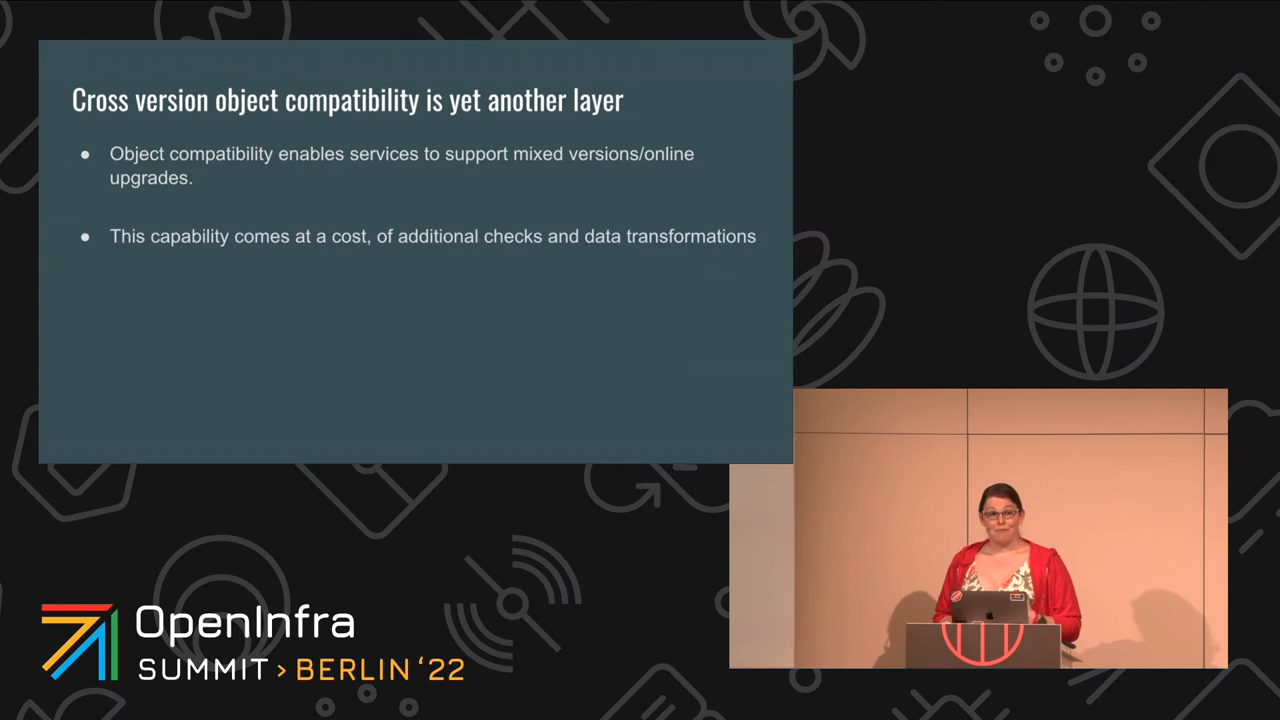 Cross version object compatibility is yet another layer
● Object compatibility enables services to support mixed versions/online
upgrades.
● This capability comes at a cost, of additional checks and data transformations
OpenInfra
SUMMIT > BERLIN ‘22